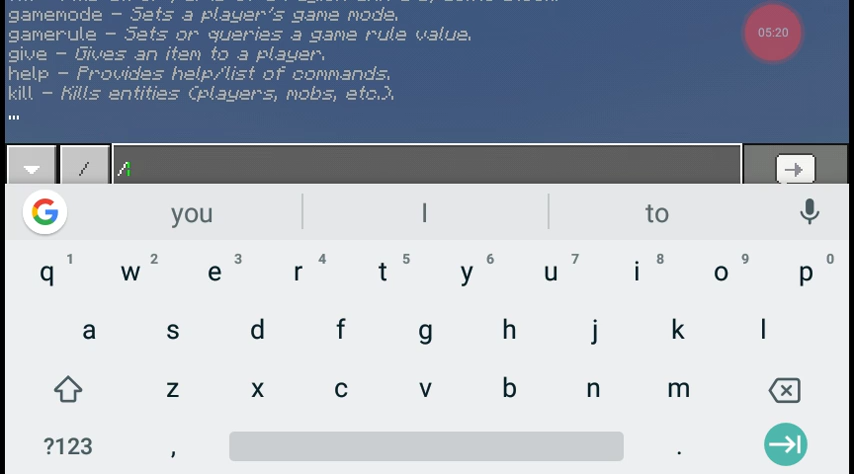 gamemode – Sets a player's game mode.
gamerule – Sets or queries a game rule value.
05:20
give – Gives an item to a player.
help – Provides help/list of commands.
kill – Kills entities (players, mobs, etc.).
...
/ /
G you I to
q 1 w 2 e 3 r 4 t 5 y 6 u 7 i 8 o 9 p 0
a s d f g h j k l
z x c v b n m
?123 , .